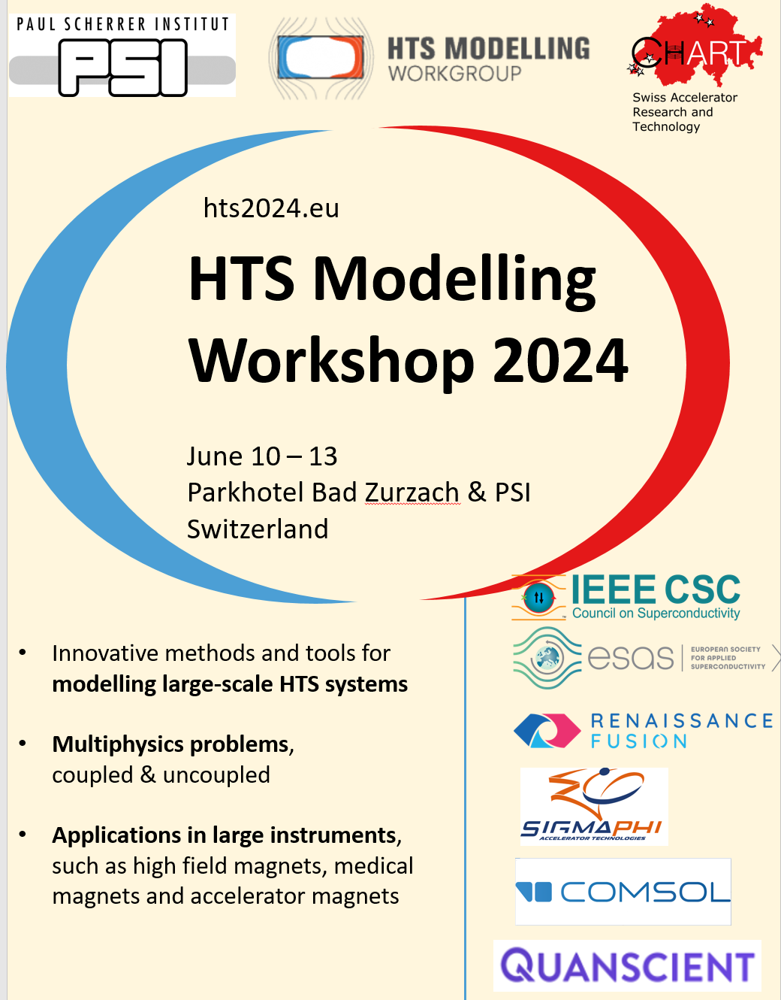 PAUL SCHERRER INSTITUT
PSI
HTS MODELLING
WORKGROUP
CHART
Swiss Accelerator
Research and
Technology
hts2024.eu
HTS Modelling
Workshop 2024
June 10 – 13
Parkhotel Bad Zurzach & PSI
Switzerland
• Innovative methods and tools for
modelling large-scale HTS systems
• Multiphysics problems,
coupled & uncoupled
• Applications in large instruments,
such as high field magnets, medical
magnets and accelerator magnets
IEEE CSC
Council on Superconductivity
TM
esas
EUROPEAN SOCIETY
FOR APPLIED
SUPERCONDUCTIVITY
RENAISSANCE
FUSION
SIGMAPHI
ACCELERATOR TECHNOLOGIES
COMSOL
QUANSCIENT